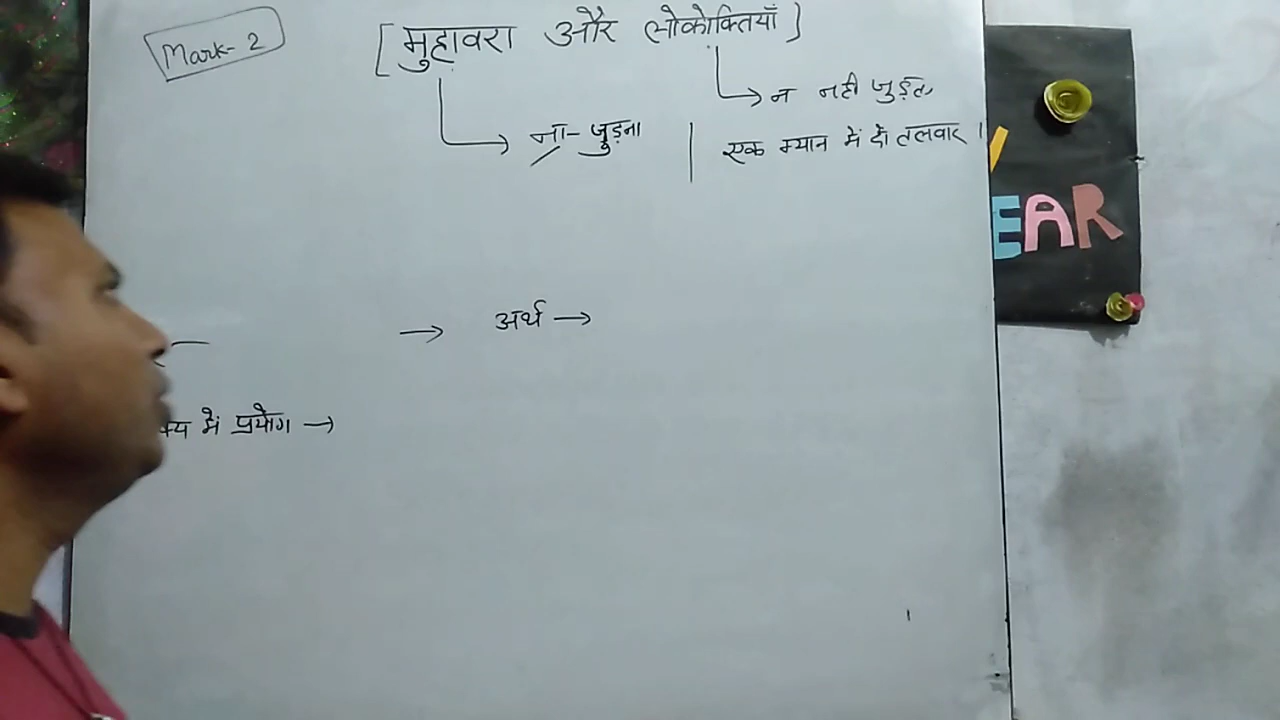 Mark-2
[मुहावरा और लोकोक्तियाँ]
→ न नही जुड़त
→ ना-जुड़ना
एक म्यान में दो तलवार।
→ अर्थ →
में प्रयोग →
EAR